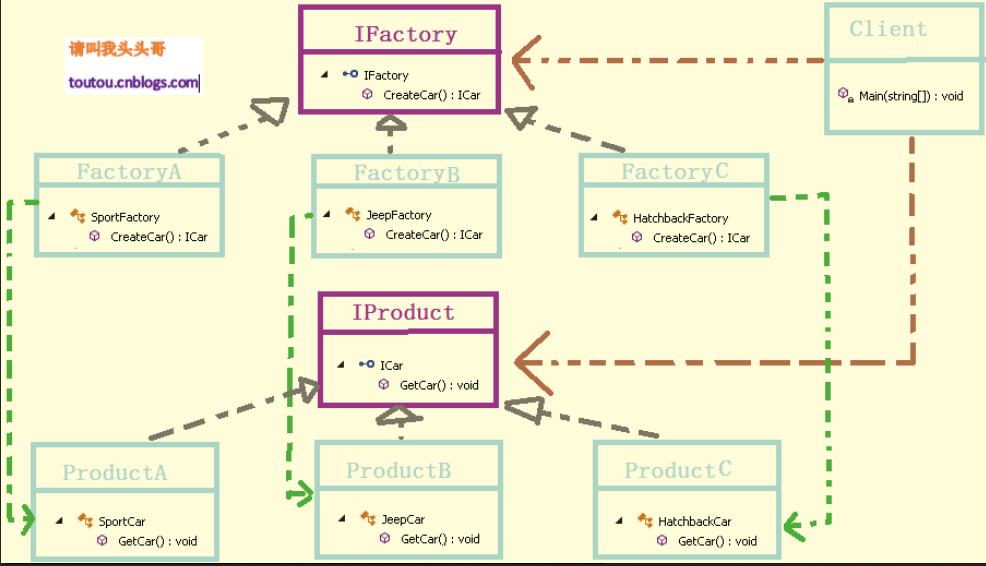 IFactory
IFactory
CreateCar() : ICar
Client
Main(string[]) : void
请叫我头头哥
toutou.cnblogs.com
FactoryA
SportFactory
CreateCar() : ICar
FactoryB
JeepFactory
CreateCar() : ICar
FactoryC
HatchbackFactory
CreateCar() : ICar
IProduct
ICar
GetCar() : void
ProductA
SportCar
GetCar() : void
ProductB
JeepCar
GetCar() : void
ProductC
HatchbackCar
GetCar() : void